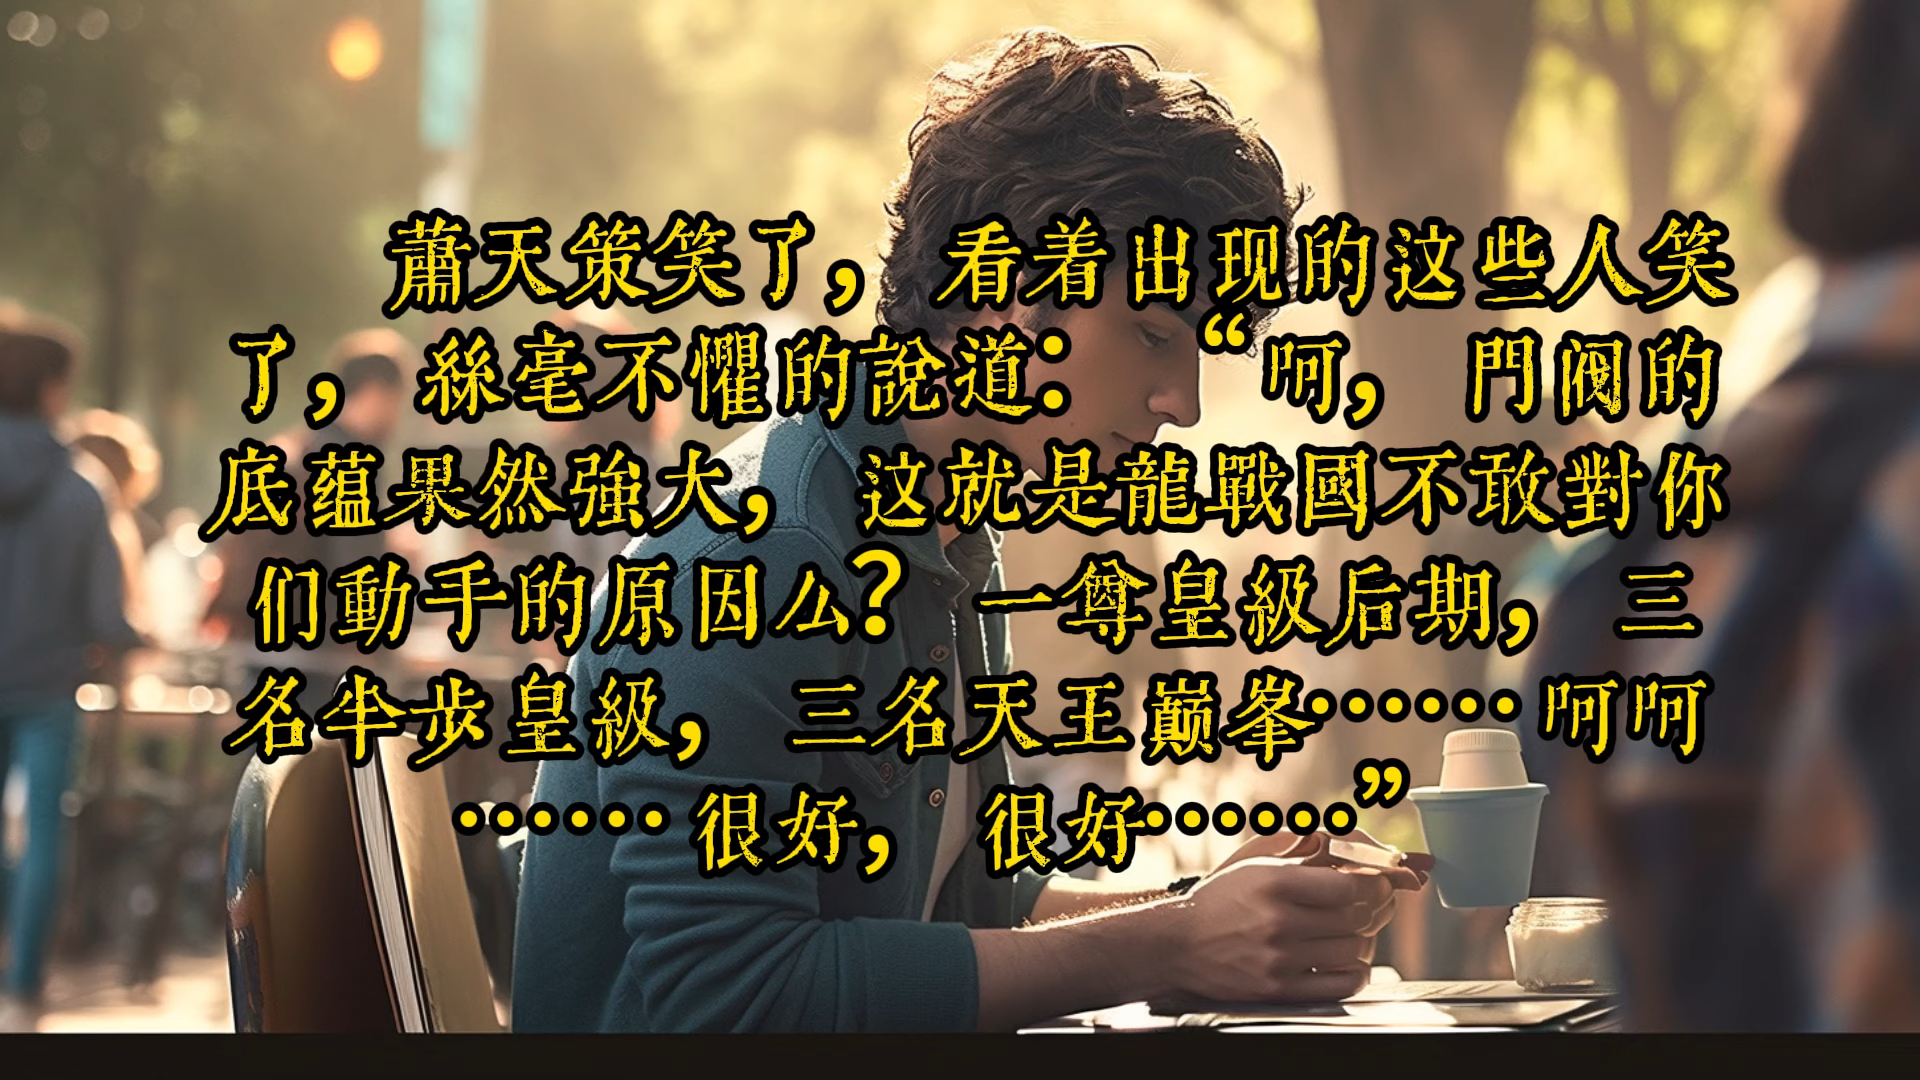 蕭天策笑了，看着出现的这些人笑
了，絲毫不懼的說道：“呵，門阀的
底蕴果然強大，这就是龍戰國不敢對你
们動手的原因么？一尊皇級后期，三
名半步皇級，三名天王巅峯……呵呵
……很好，很好……”